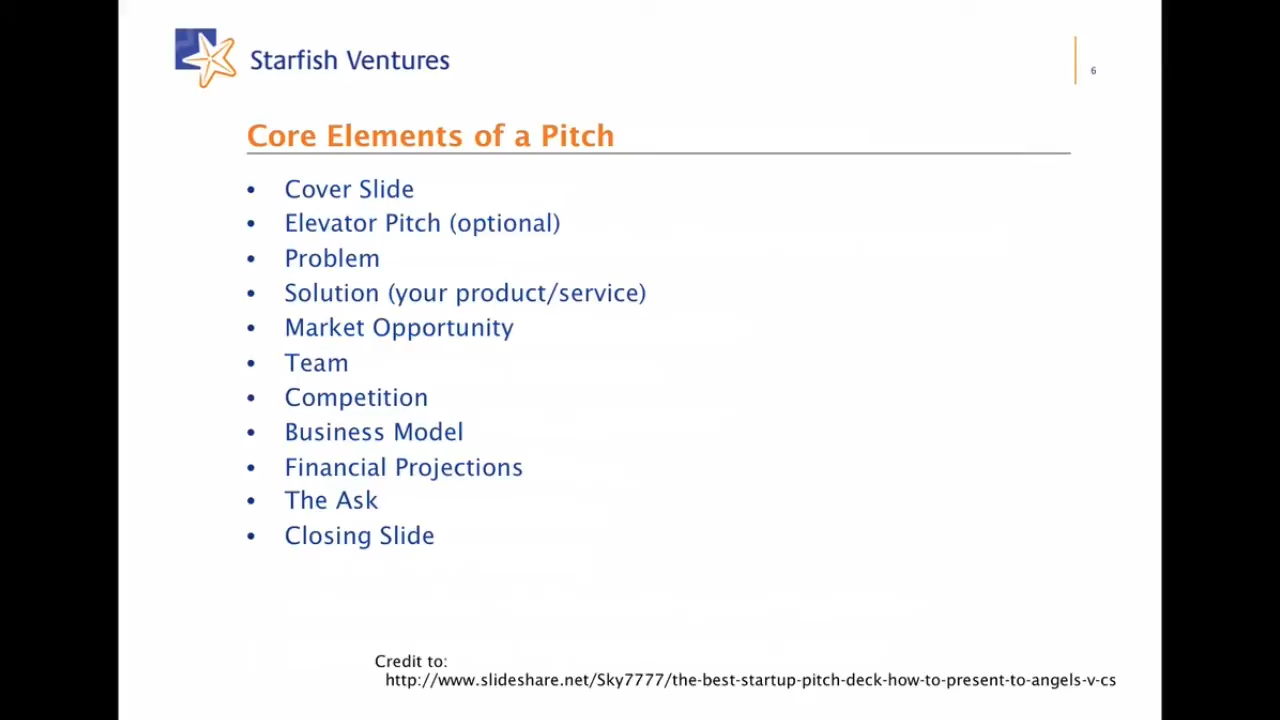 Starfish Ventures
6
Core Elements of a Pitch
• Cover Slide
• Elevator Pitch (optional)
• Problem
• Solution (your product/service)
• Market Opportunity
• Team
• Competition
• Business Model
• Financial Projections
• The Ask
• Closing Slide
Credit to:
http://www.slideshare.net/Sky7777/the-best-startup-pitch-deck-how-to-present-to-angels-v-cs